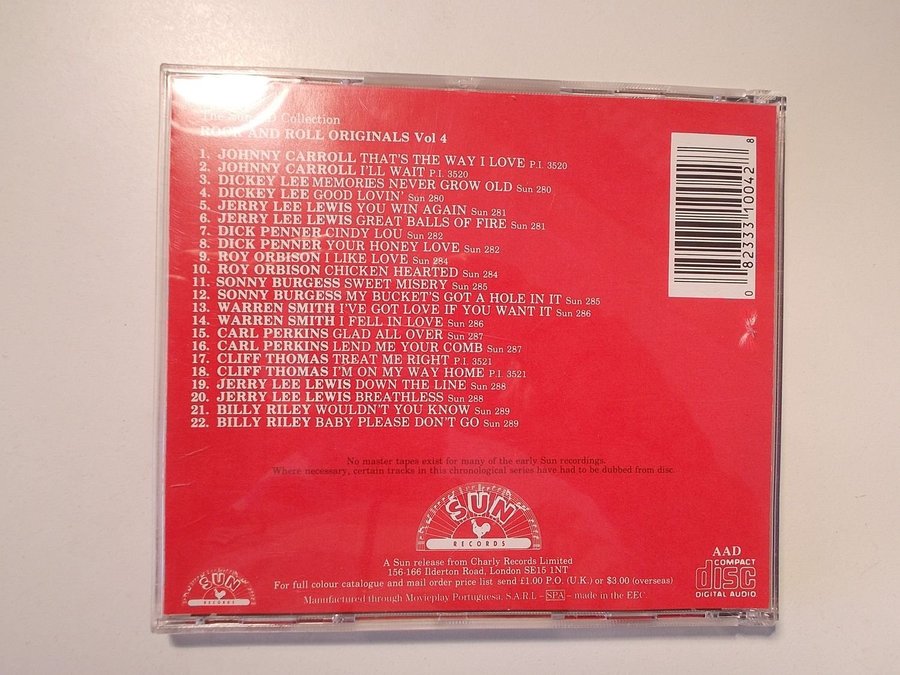 The Sun CD Collection
ROCK AND ROLL ORIGINALS Vol 4
1. JOHNNY CARROLL THAT'S THE WAY I LOVE P.I. 3520
2. JOHNNY CARROLL I'LL WAIT P.I. 3520
3. DICKEY LEE MEMORIES NEVER GROW OLD Sun 280
4. DICKEY LEE GOOD LOVIN' Sun 280
5. JERRY LEE LEWIS YOU WIN AGAIN Sun 281
6. JERRY LEE LEWIS GREAT BALLS OF FIRE Sun 281
7. DICK PENNER CINDY LOU Sun 282
8. DICK PENNER YOUR HONEY LOVE Sun 282
9. ROY ORBISON I LIKE LOVE Sun 284
10. ROY ORBISON CHICKEN HEARTED Sun 284
11. SONNY BURGESS SWEET MISERY Sun 285
12. SONNY BURGESS MY BUCKET'S GOT A HOLE IN IT Sun 285
13. WARREN SMITH I'VE GOT LOVE IF YOU WANT IT Sun 286
14. WARREN SMITH I FELL IN LOVE Sun 286
15. CARL PERKINS GLAD ALL OVER Sun 287
16. CARL PERKINS LEND ME YOUR COMB Sun 287
17. CLIFF THOMAS TREAT ME RIGHT P.I. 3521
18. CLIFF THOMAS I'M ON MY WAY HOME P.I. 3521
19. JERRY LEE LEWIS DOWN THE LINE Sun 288
20. JERRY LEE LEWIS BREATHLESS Sun 288
21. BILLY RILEY WOULDN'T YOU KNOW Sun 289
22. BILLY RILEY BABY PLEASE DON'T GO Sun 289
0 82333 10042 8
No master tapes exist for many of the early Sun recordings.
Where necessary, certain tracks in this chronological series have had to be dubbed from disc.
SUN
RECORDS
A Sun release from Charly Records Limited
156-166 Ilderton Road, London SE15 1NT
For full colour catalogue and mail order price list send £1.00 P.O. (U.K.) or $3.00 (overseas)
Manufactured through Movieplay Portuguesa, S.A.R.L – SPA – made in the EEC.
SUN
RECORDS
AAD
COMPACT
disc
DIGITAL AUDIO